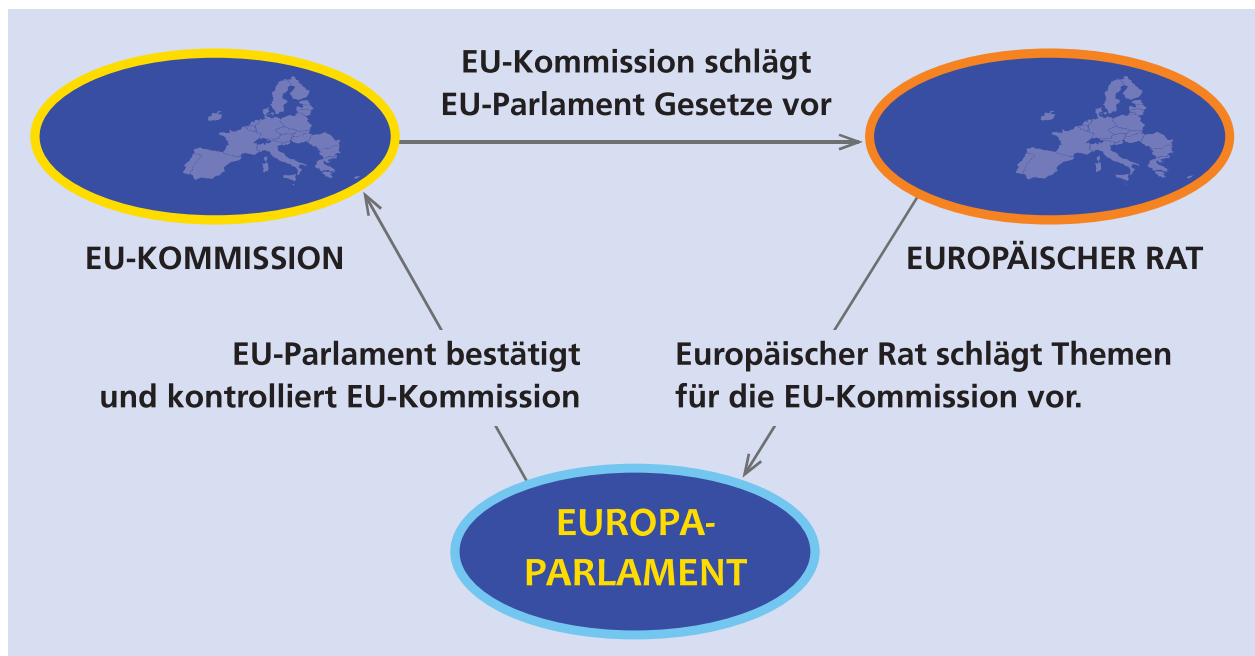 EU-Kommission schlägt
EU-Parlament Gesetze vor
EU-KOMMISSION
EUROPÄISCHER RAT
EU-Parlament bestätigt
und kontrolliert EU-Kommission
Europäischer Rat schlägt Themen
für die EU-Kommission vor.
EUROPA-
PARLAMENT